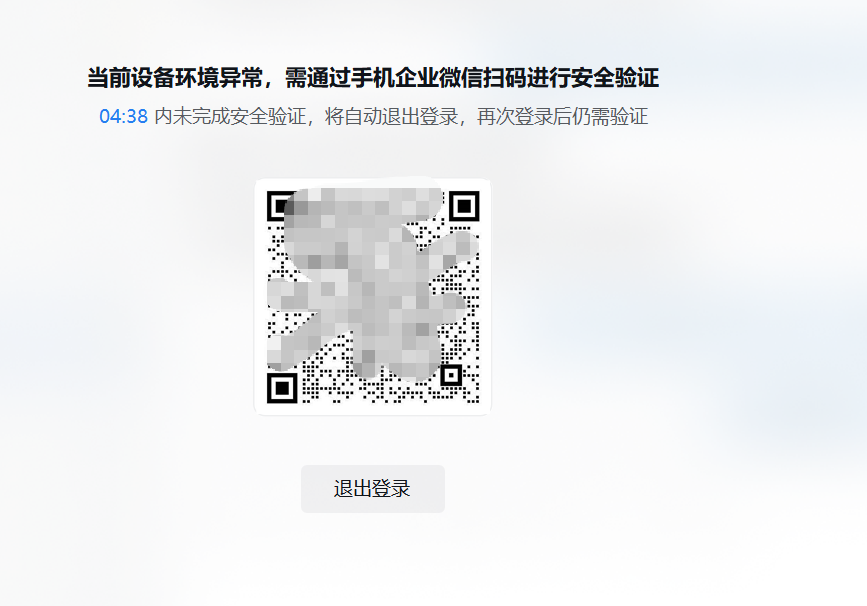 当前设备环境异常，需通过手机企业微信扫码进行安全验证
04:38 内未完成安全验证，将自动退出登录，再次登录后仍需验证
退出登录